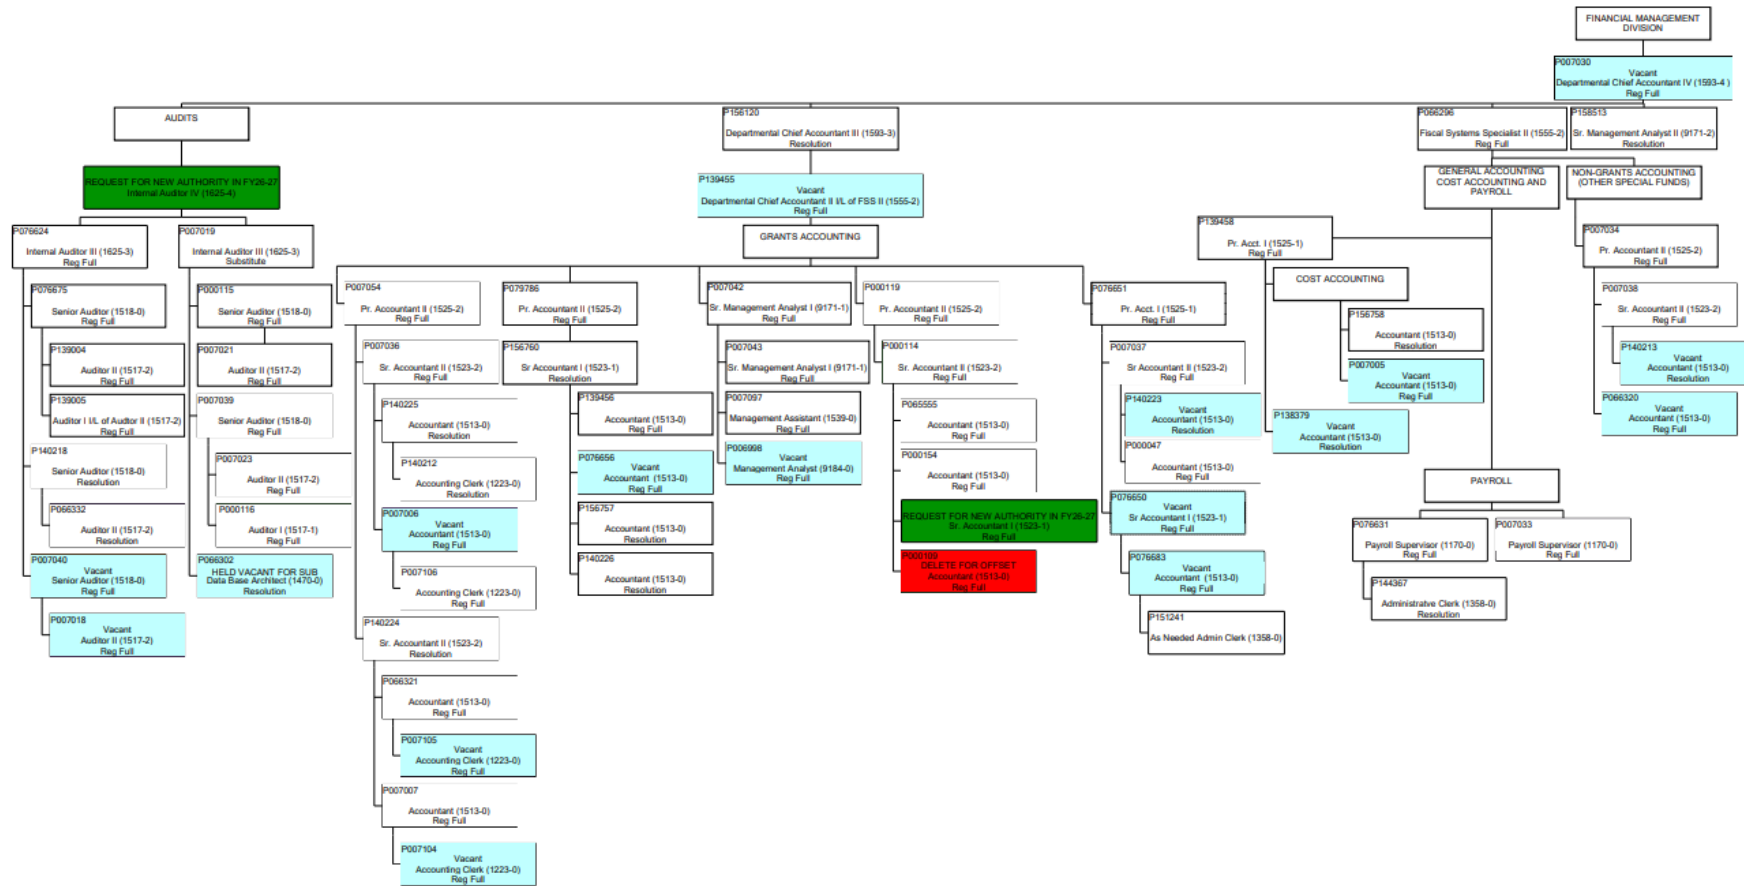 FINANCIAL MANAGEMENT
DIVISION
P007030
Vacant
Departmental Chief Accountant IV (1593-4 )
Reg Full
AUDITS
REQUEST FOR NEW AUTHORITY IN FY26-27
Internal Auditor IV (1625-4)
P076624
Internal Auditor III (1625-3)
Reg Full
P076675
Senior Auditor (1518-0)
Reg Full
P139004
Auditor II (1517-2)
Reg Full
P139005
Auditor I I/L of Audtor II (1517-2)
Reg Full
P140218
Senior Auditor (1518-0)
Resolution
P066332
Auditor II (1517-2)
Resolution
P007040
Vacant
Senior Auditor (1518-0)
Reg Full
P007018
Vacant
Auditor II (1517-2)
Reg Full
P007019
Internal Auditor III (1625-3)
Substitute
P000115
Senior Auditor (1518-0)
Reg Full
P007021
Auditor II (1517-2)
Reg Full
P007039
Senior Auditor (1518-0)
Reg Full
P007023
Auditor II (1517-2)
Reg Full
P000116
Auditor I (1517-1)
Reg Full
P066302
HELD VACANT FOR SUB
Data Base Architect (1470-0)
Resolution
P156120
Departmental Chief Accountant III (1593-3)
Resolution
P139455
Vacant
Departmental Chief Accountant II I/L of FSS II (1555-2)
Reg Full
GRANTS ACCOUNTING
P007054
Pr. Accountant II (1525-2)
Reg Full
P007036
Sr. Accountant II (1523-2)
Reg Full
P140225
Accountant (1513-0)
Resolution
P140212
Accounting Clerk (1223-0)
Resolution
P007006
Vacant
Accountant (1513-0)
Reg Full
P007106
Accounting Clerk (1223-0)
Reg Full
P140224
Sr. Accountant II (1523-2)
Resolution
P066321
Accountant (1513-0)
Reg Full
P007105
Vacant
Accounting Clerk (1223-0)
Reg Full
P007007
Accountant (1513-0)
Reg Full
P007104
Vacant
Accounting Clerk (1223-0)
Reg Full
P079786
Pr. Accountant II (1525-2)
Reg Full
P156760
Sr Accountant I (1523-1)
Resolution
P139456
Accountant (1513-0)
Reg Full
P076656
Vacant
Accountant (1513-0)
Reg Full
P156757
Accountant (1513-0)
Resolution
P140226
Accountant (1513-0)
Resolution
P007042
Sr. Management Analyst I (9171-1)
Reg Full
P007043
Sr. Management Analyst I (9171-1)
Reg Full
P007097
Management Assistant (1539-0)
Reg Full
P006998
Vacant
Management Analyst (9184-0)
Reg Full
P000119
Pr. Accountant II (1525-2)
Reg Full
P000114
Sr. Accountant II (1523-2)
Reg Full
P065555
Accountant (1513-0)
Reg Full
P000154
Accountant (1513-0)
Resolution
REQUEST FOR NEW AUTHORITY IN FY26-27
Sr. Accountant I (1523-1)
Reg Full
P000109
DELETE FOR OFFSET
Accountant (1513-0)
Reg Full
P076651
Pr. Acct. I (1525-1)
Reg Full
P007037
Sr Accountant II (1523-2)
Reg Full
P140223
Vacant
Accountant (1513-0)
Resolution
P000047
Accountant (1513-0)
Reg Full
P076650
Vacant
Sr Accountant I (1523-1)
Reg Full
P076683
Vacant
Accountant (1513-0)
Reg Full
P151241
As Needed Admin Clerk (1358-0)
P066296
Fiscal Systems Specialist II (1555-2)
Reg Full
P158513
Sr. Management Analyst II (9171-2)
Resolution
GENERAL ACCOUNTING
COST ACCOUNTING AND
PAYROLL
P139458
Pr. Acct. I (1525-1)
Reg Full
COST ACCOUNTING
P156758
Accountant (1513-0)
Resolution
P007005
Vacant
Accountant (1513-0)
Reg Full
P138379
Vacant
Accountant (1513-0)
Resolution
PAYROLL
P076631
Payroll Supervisor (1170-0)
Reg Full
P144367
Administratve Clerk (1358-0)
Resolution
P007033
Payroll Supervisor (1170-0)
Reg Full
NON-GRANTS ACCOUNTING
(OTHER SPECIAL FUNDS)
P007034
Pr. Accountant II (1525-2)
Reg Full
P007038
Sr. Accountant II (1523-2)
Reg Full
P140213
Vacant
Accountant (1513-0)
Resolution
P066320
Vacant
Accountant (1513-0)
Reg Full